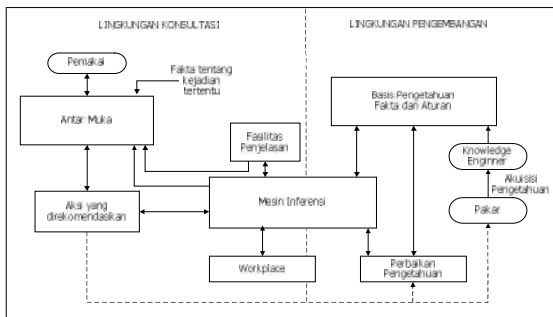 LINGKUNGAN KONSULTASI
LINGKUNGAN PENGEMBANGAN
Pemakai
Fakta tentang
kejadian
tertentu
Antar Muka
Basis Pengetahuan
Fakta dan Aturan
Fasilitas
Penjelasan
Knowledge
Enginner
Akuisisi
Pengetahuan
Aksi yang
direkomendasikan
Mesin Inferensi
Pakar
Workplace
Perbaikan
Pengetahuan